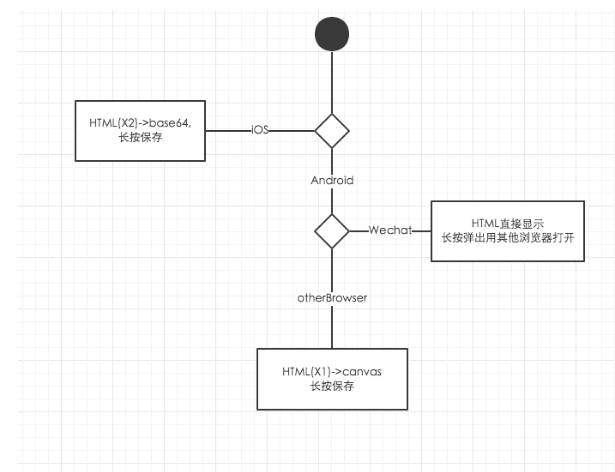 HTML(X2)->base64,
长按保存
iOS
Android
Wechat
HTML直接显示
长按弹出用其他浏览器打开
otherBrowser
HTML(X1)->canvas
长按保存